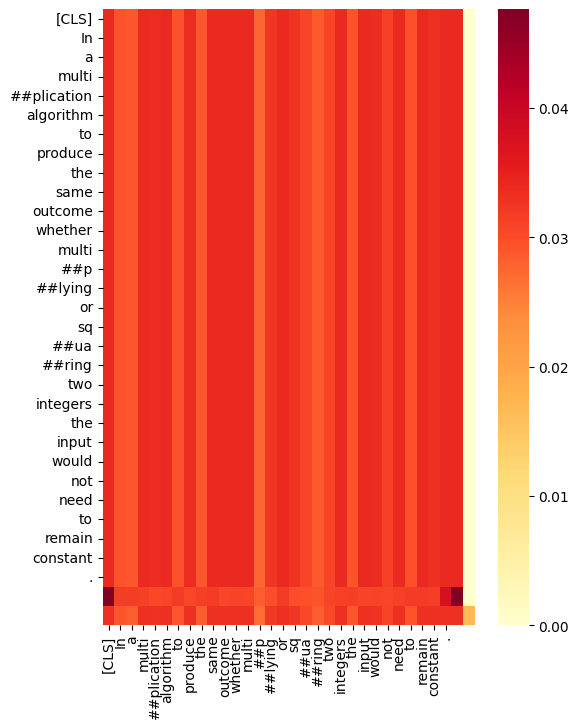 [CLS]
In
a
multi
##plication
algorithm
to
produce
the
same
outcome
whether
multi
##p
##lying
or
sq
##ua
##ring
two
integers
the
input
would
not
need
to
remain
constant
.
0.04
0.03
0.02
0.01
0.00
[CLS]
In
a
multi
##plication
algorithm
to
produce
the
same
outcome
whether
multi
##p
##lying
or
sq
##ua
##ring
two
integers
the
input
would
not
need
to
remain
constant
.